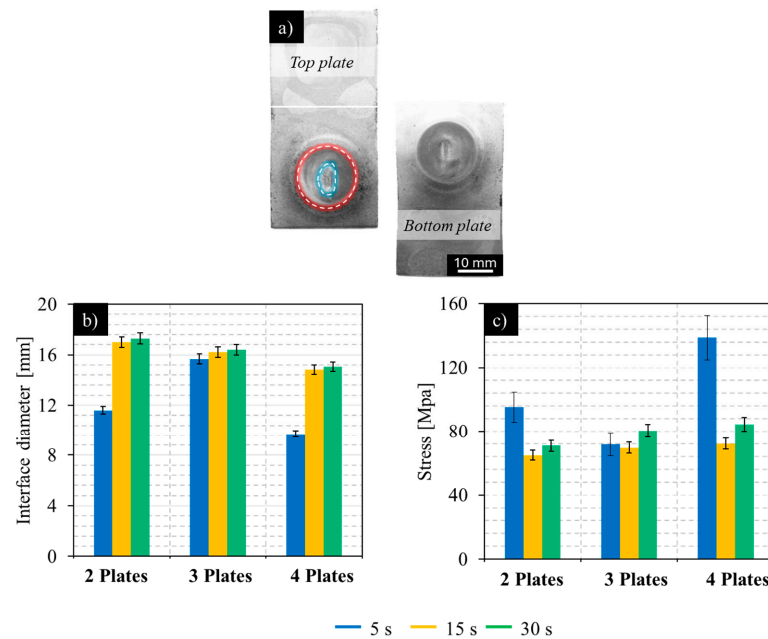 a)
Top plate
Bottom plate
10 mm
b)
Interface diameter [mm]
20
16
12
8
4
0
2 Plates 3 Plates 4 Plates
c)
Stress [Mpa]
160
120
80
40
0
2 Plates 3 Plates 4 Plates
5 s 15 s 30 s